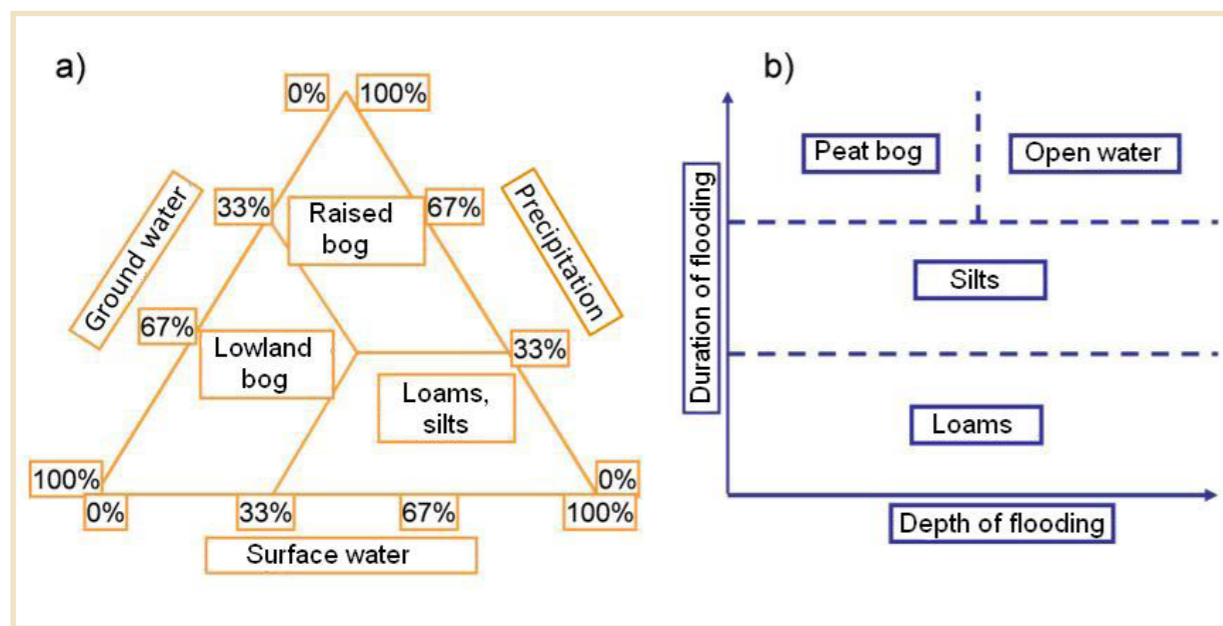 a)
0%
100%
Ground water
33%
Raised
bog
67%
Precipitation
67%
Lowland
bog
33%
Loams,
silts
100%
0%
0%
33%
67%
100%
Surface water
b)
Duration of flooding
Peat bog
Open water
Silts
Loams
Depth of flooding